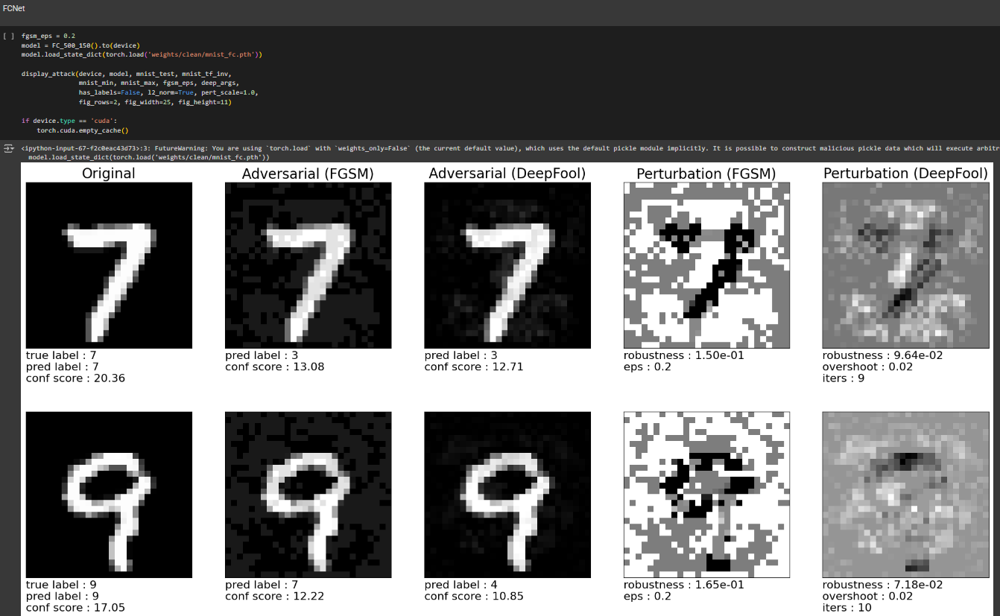 FCNet
[ ]
fgsm_eps = 0.2
model = FC_500_150().to(device)
model.load_state_dict(torch.load('weights/clean/mnist_fc.pth'))
display_attack(device, model, mnist_test, mnist_tf_inv,
mnist_min, mnist_max, fgsm_eps, deep_args,
has_labels=False, l2_norm=True, pert_scale=1.0,
fig_rows=2, fig_width=25, fig_height=11)
if device.type == 'cuda':
torch.cuda.empty_cache()
<ipython-input-67-f2c0eac43d73>:3: FutureWarning: You are using `torch.load` with `weights_only=False` (the current default value), which uses the default pickle module implicitly. It is possible to construct malicious pickle data which will execute arbitr
model.load_state_dict(torch.load('weights/clean/mnist_fc.pth'))
Original
Adversarial (FGSM)
Adversarial (DeepFool)
Perturbation (FGSM)
Perturbation (DeepFool)
7
7
7
true label : 7
pred label : 7
conf score : 20.36
pred label : 3
conf score : 13.08
pred label : 3
conf score : 12.71
robustness : 1.50e-01
eps : 0.2
robustness : 9.64e-02
overshoot : 0.02
iters : 9
9
9
9
true label : 9
pred label : 9
conf score : 17.05
pred label : 7
conf score : 12.22
pred label : 4
conf score : 10.85
robustness : 1.65e-01
eps : 0.2
robustness : 7.18e-02
overshoot : 0.02
iters : 10